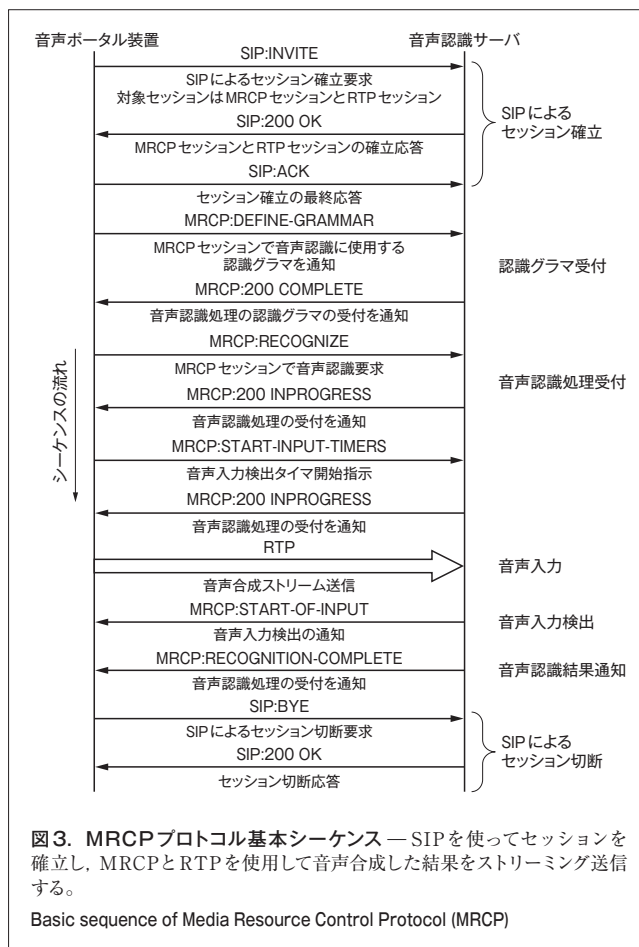 音声ポータル装置
音声認識サーバ
SIP:INVITE
SIPによるセッション確立要求
対象セッションはMRCPセッションとRTPセッション
SIP:200 OK
MRCPセッションとRTPセッションの確立応答
SIP:ACK
セッション確立の最終応答
SIPによる
セッション確立
MRCP:DEFINE-GRAMMAR
MRCPセッションで音声認識に使用する
認識グラマを通知
認識グラマ受付
MRCP:200 COMPLETE
音声認識処理の認識グラマの受付を通知
MRCP:RECOGNIZE
MRCPセッションで音声認識要求
音声認識処理受付
MRCP:200 INPROGRESS
音声認識処理の受付を通知
シーケンスの流れ
MRCP:START-INPUT-TIMERS
音声入力検出タイマ開始指示
MRCP:200 INPROGRESS
音声認識処理の受付を通知
RTP
音声入力
音声合成ストリーム送信
MRCP:START-OF-INPUT
音声入力検出
音声入力検出の通知
MRCP:RECOGNITION-COMPLETE
音声認識結果通知
音声認識処理の受付を通知
SIP:BYE
SIPによるセッション切断要求
SIP:200 OK
セッション切断応答
SIPによる
セッション切断
図3. MRCPプロトコル基本シーケンス — SIPを使ってセッションを
確立し,MRCPとRTPを使用して音声合成した結果をストリーミング送信
する。
Basic sequence of Media Resource Control Protocol (MRCP)